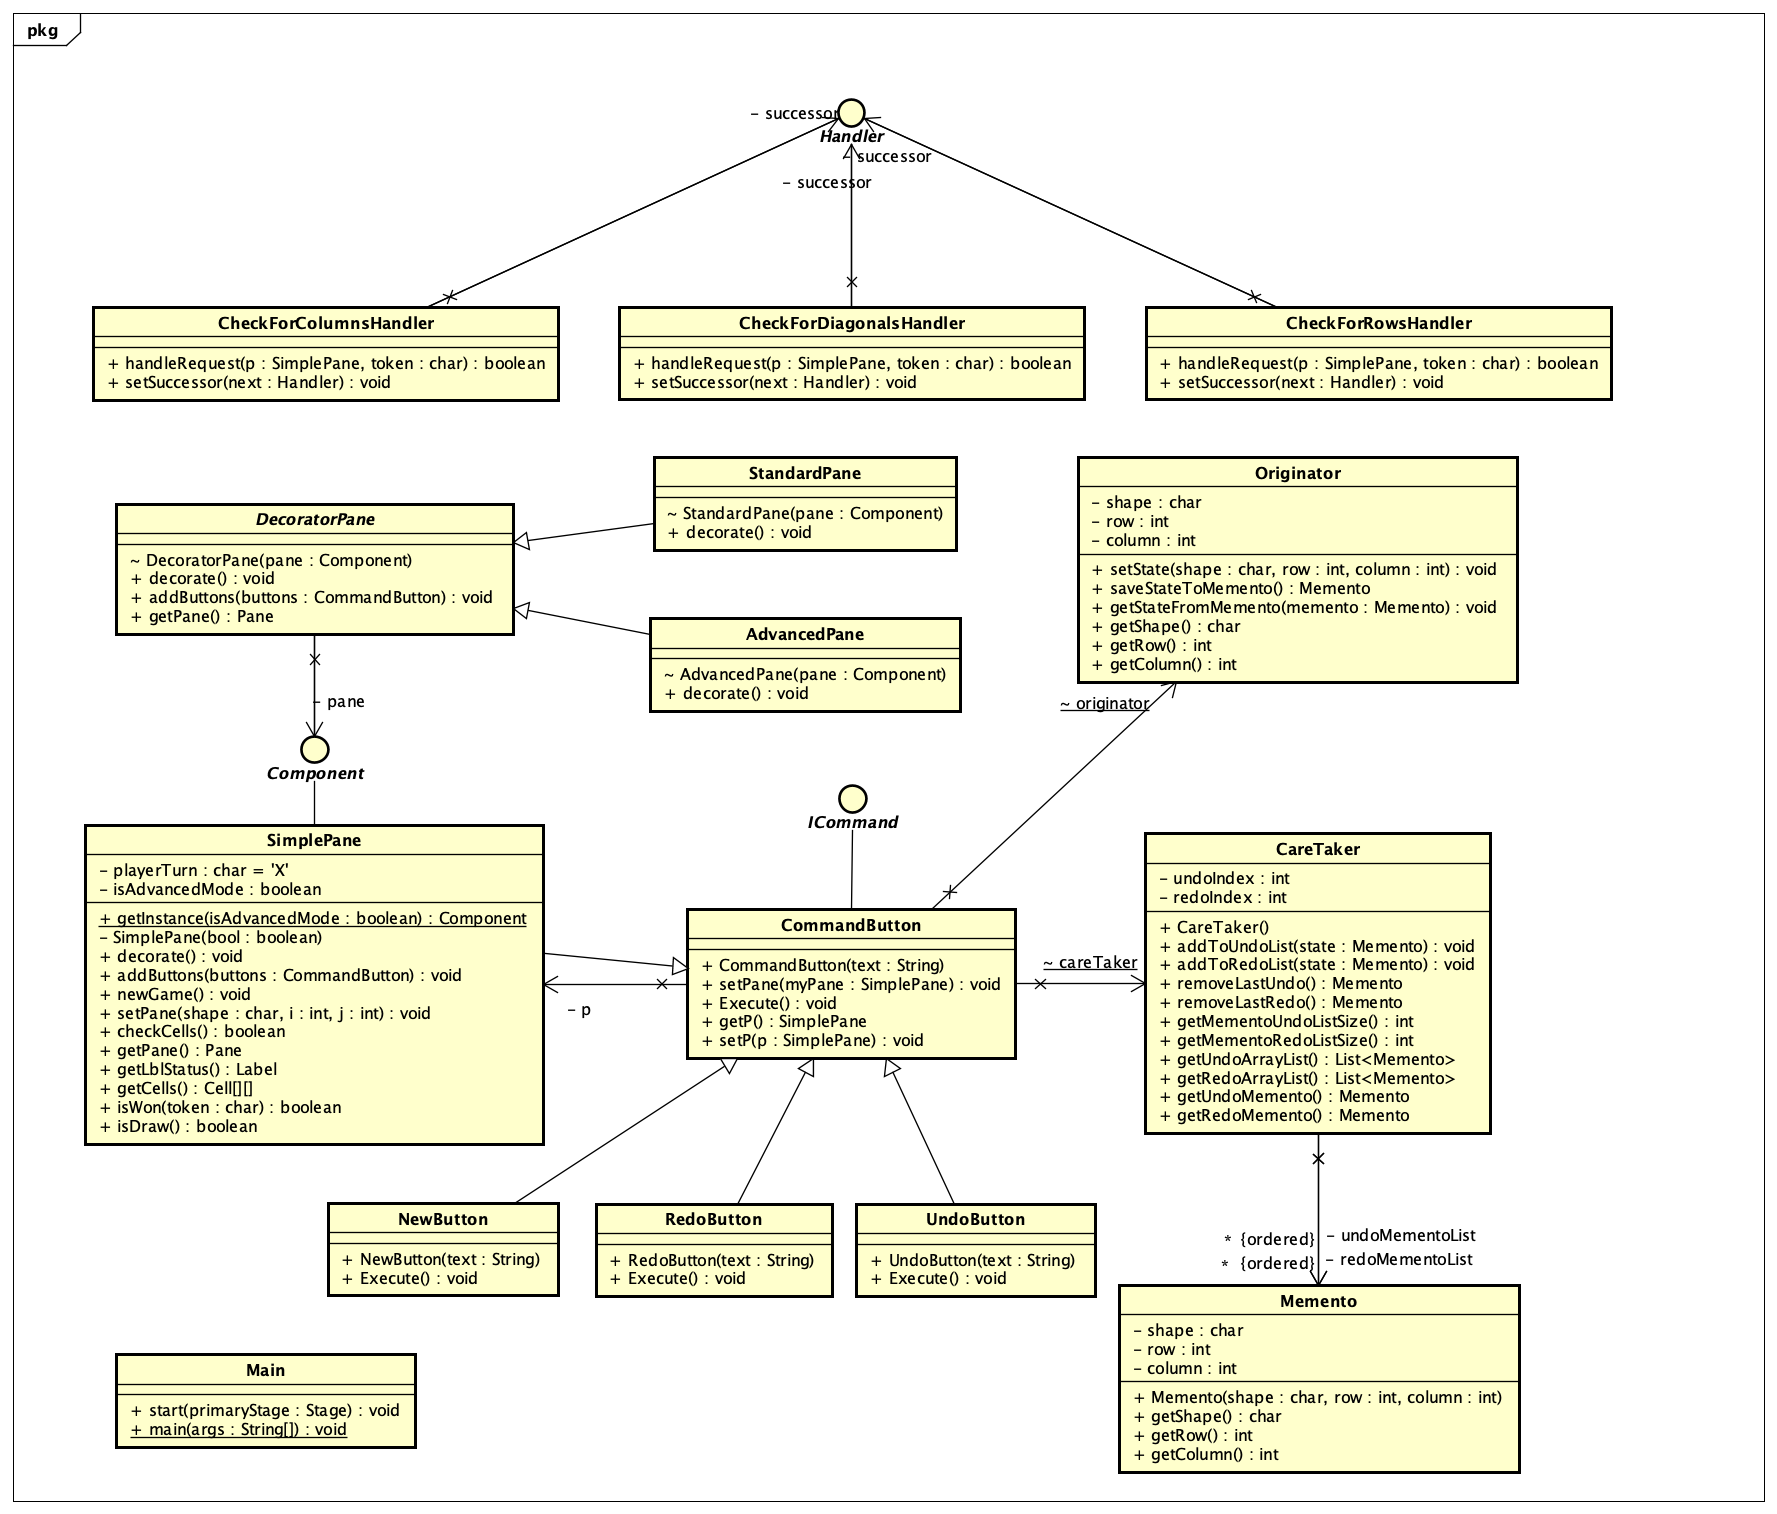 pkg
- successor
Handler
- successor
- successor
CheckForColumnsHandler
+ handleRequest(p : SimplePane, token : char) : boolean
+ setSuccessor(next : Handler) : void
CheckForDiagonalsHandler
+ handleRequest(p : SimplePane, token : char) : boolean
+ setSuccessor(next : Handler) : void
CheckForRowsHandler
+ handleRequest(p : SimplePane, token : char) : boolean
+ setSuccessor(next : Handler) : void
StandardPane
~ StandardPane(pane : Component)
+ decorate() : void
DecoratorPane
~ DecoratorPane(pane : Component)
+ decorate() : void
+ addButtons(buttons : CommandButton) : void
+ getPane() : Pane
AdvancedPane
~ AdvancedPane(pane : Component)
+ decorate() : void
Originator
- shape : char
- row : int
- column : int
+ setState(shape : char, row : int, column : int) : void
+ saveStateToMemento() : Memento
+ getStateFromMemento(memento : Memento) : void
+ getShape() : char
+ getRow() : int
+ getColumn() : int
- pane
~ originator
Component
ICommand
SimplePane
- playerTurn : char = 'X'
- isAdvancedMode : boolean
+ getInstance(isAdvancedMode : boolean) : Component
- SimplePane(bool : boolean)
+ decorate() : void
+ addButtons(buttons : CommandButton) : void
+ newGame() : void
+ setPane(shape : char, i : int, j : int) : void
+ checkCells() : boolean
+ getPane() : Pane
+ getLblStatus() : Label
+ getCells() : Cell[][]
+ isWon(token : char) : boolean
+ isDraw() : boolean
- p
CommandButton
+ CommandButton(text : String)
+ setPane(myPane : SimplePane) : void
+ Execute() : void
+ getP() : SimplePane
+ setP(p : SimplePane) : void
~ careTaker
CareTaker
- undoIndex : int
- redoIndex : int
+ CareTaker()
+ addToUndoList(state : Memento) : void
+ addToRedoList(state : Memento) : void
+ removeLastUndo() : Memento
+ removeLastRedo() : Memento
+ getMementoUndoListSize() : int
+ getMementoRedoListSize() : int
+ getUndoArrayList() : List<Memento>
+ getRedoArrayList() : List<Memento>
+ getUndoMemento() : Memento
+ getRedoMemento() : Memento
NewButton
+ NewButton(text : String)
+ Execute() : void
RedoButton
+ RedoButton(text : String)
+ Execute() : void
UndoButton
+ UndoButton(text : String)
+ Execute() : void
* {ordered} - undoMementoList
* {ordered} - redoMementoList
Memento
- shape : char
- row : int
- column : int
+ Memento(shape : char, row : int, column : int)
+ getShape() : char
+ getRow() : int
+ getColumn() : int
Main
+ start(primaryStage : Stage) : void
+ main(args : String[]) : void